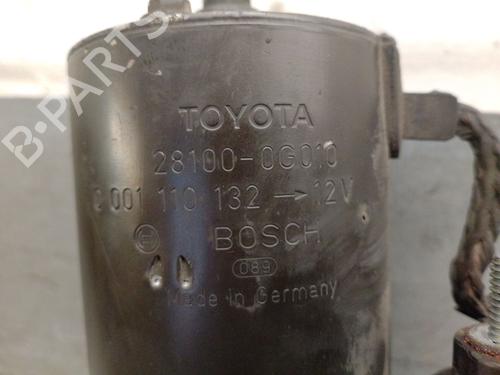 TOYOTA
28100-0G010
0 001 110 132 → 12V
BOSCH
089
Made in Germany
B-PARTS